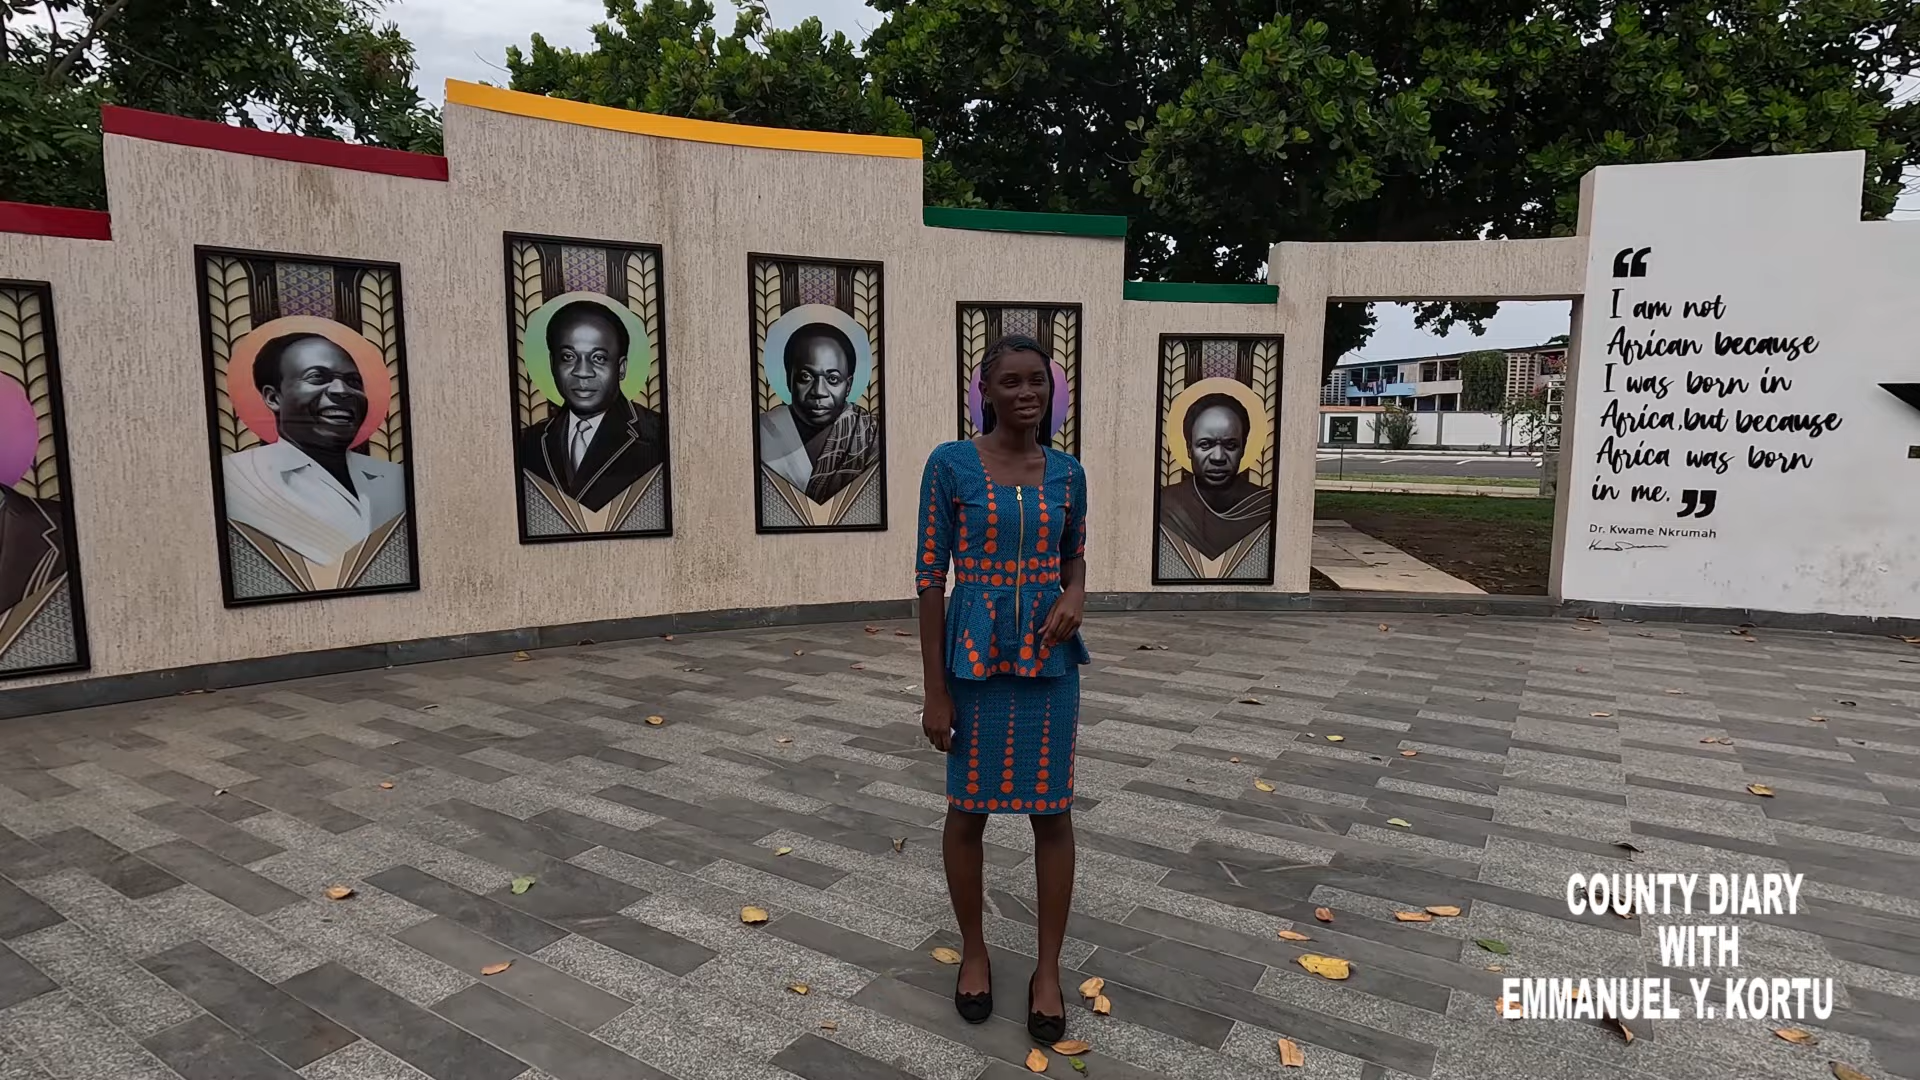 “
I am not
African because
I was born in
Africa, but because
Africa was born
in me. ”
Dr. Kwame Nkrumah
COUNTY DIARY
WITH
EMMANUEL Y. KORTU